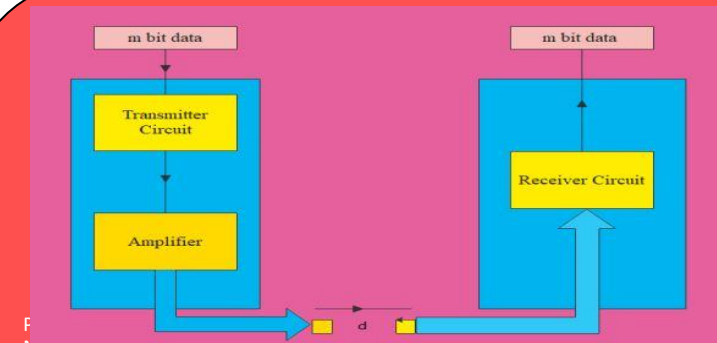 m bit data
m bit data
Transmitter
Circuit
Receiver Circuit
Amplifier
d